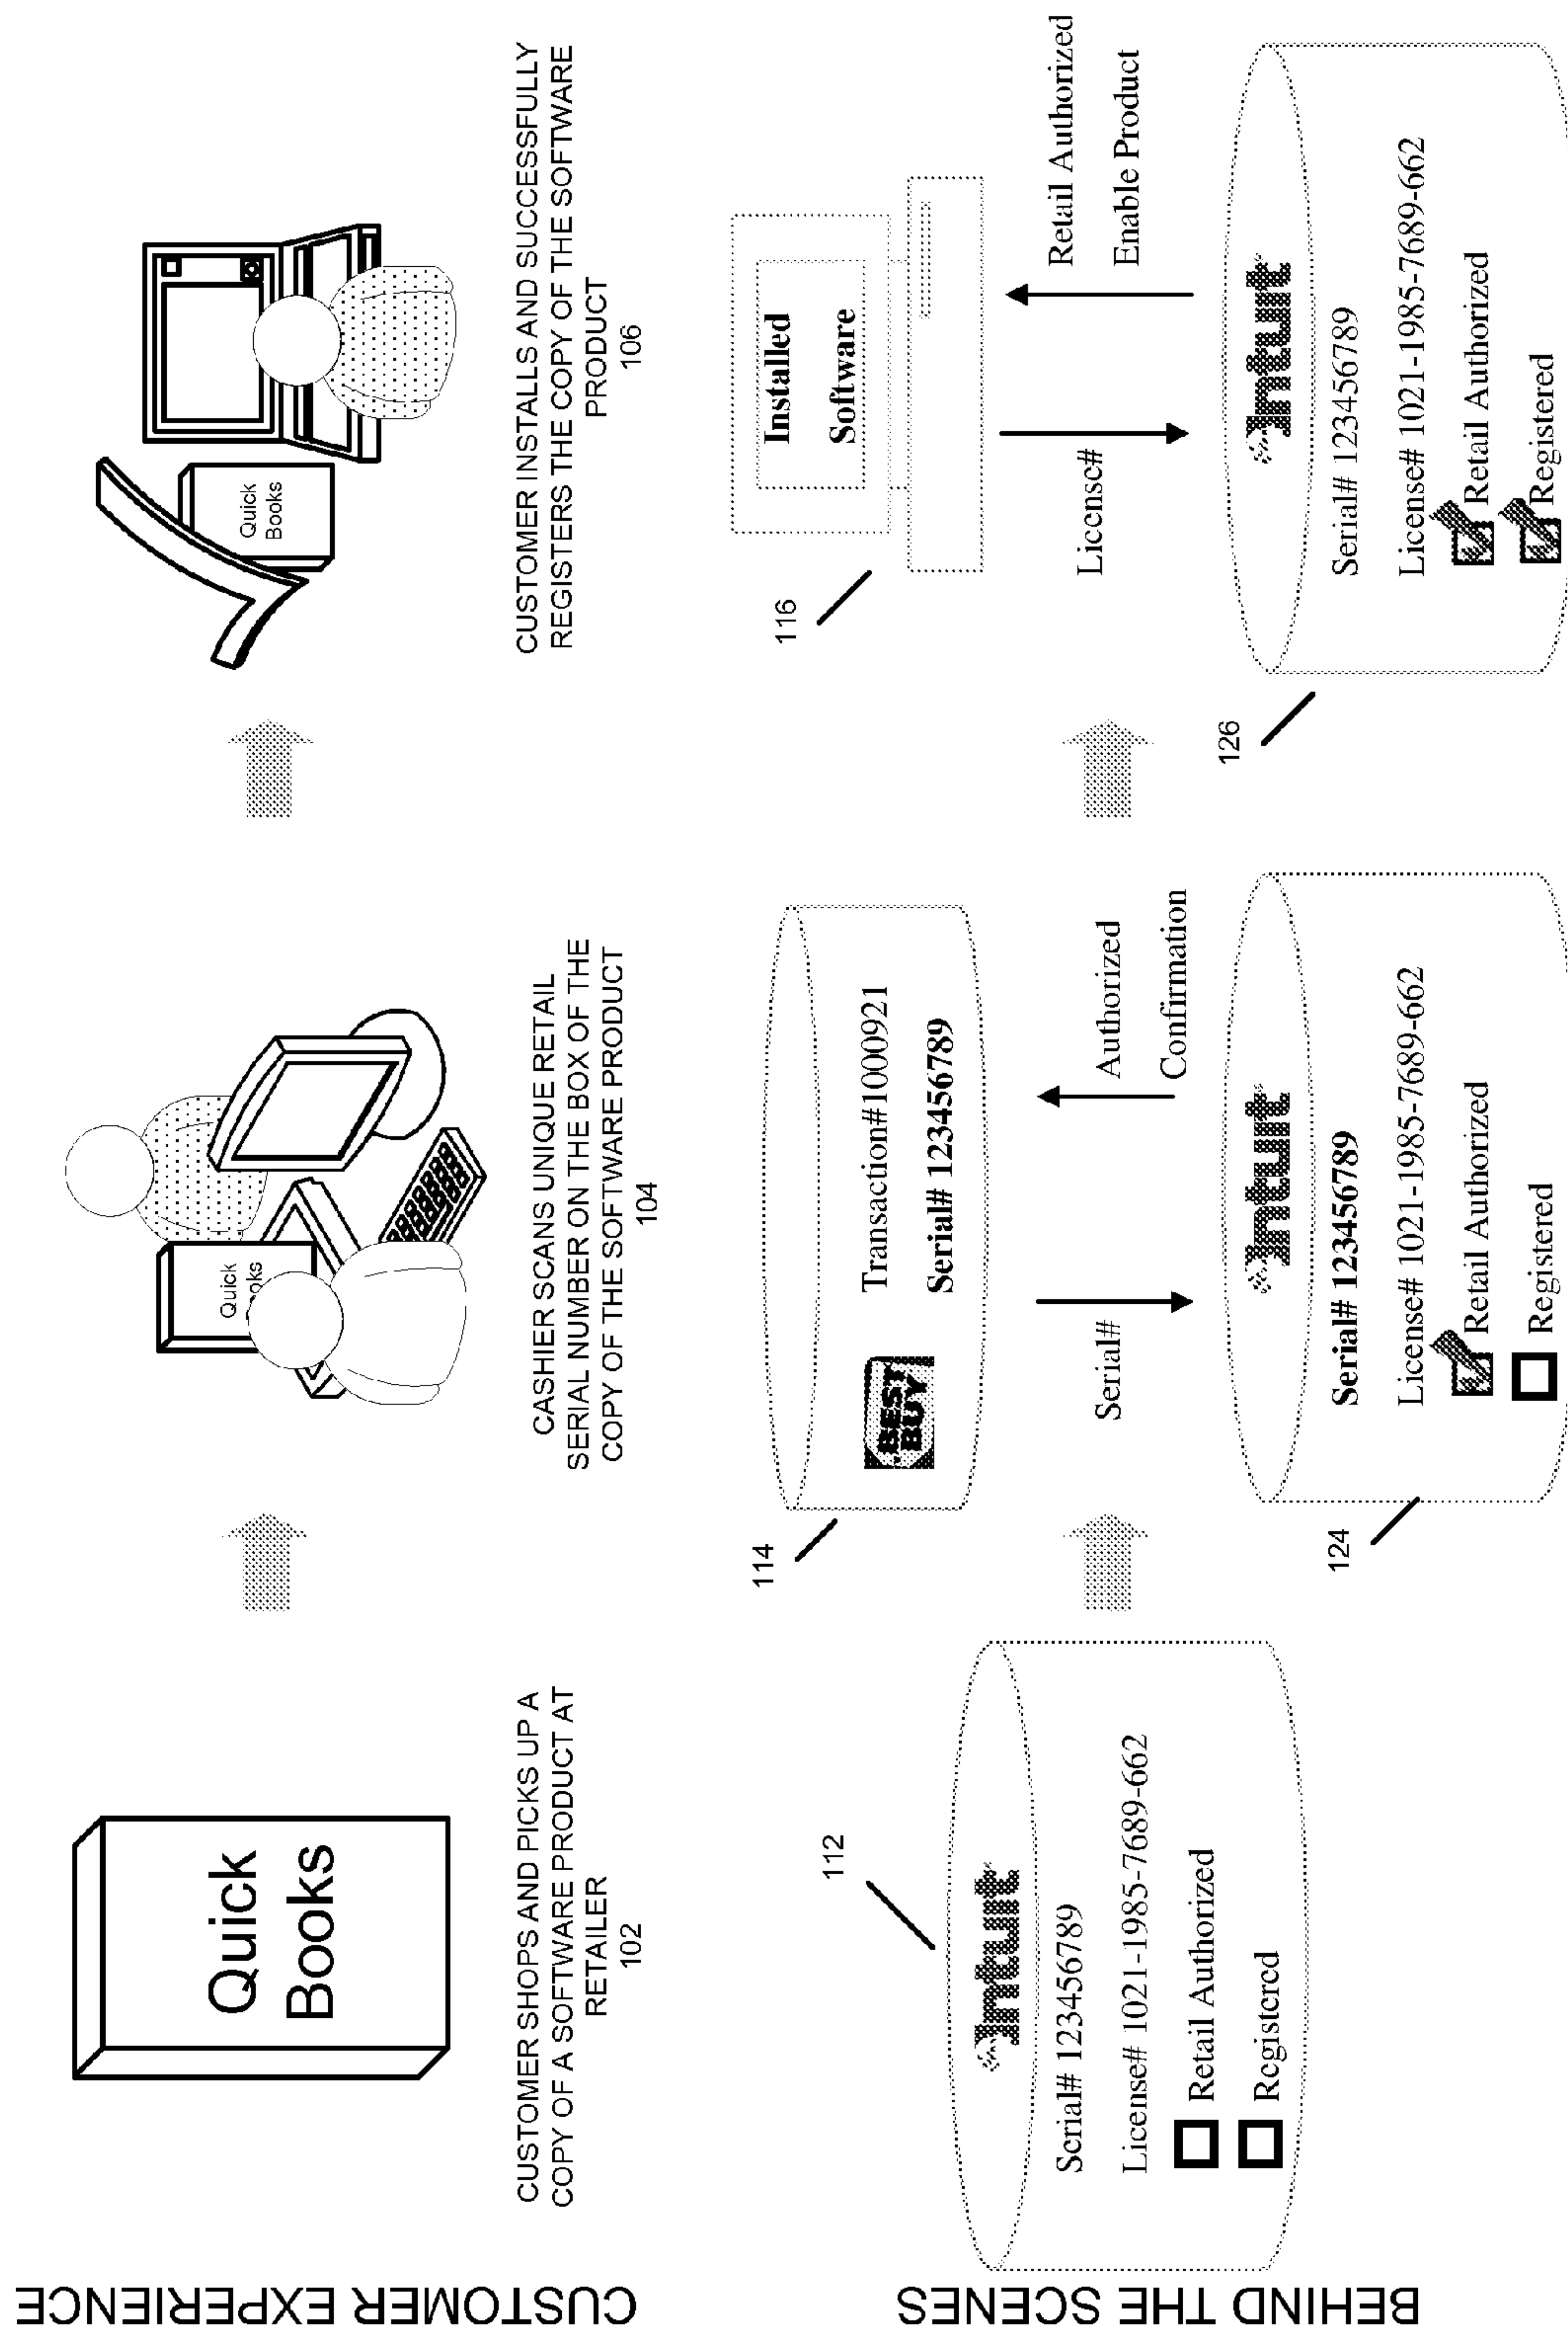 CUSTOMER EXPERIENCE
Quick
Books
CUSTOMER SHOPS AND PICKS UP A
COPY OF A SOFTWARE PRODUCT AT
RETAILER
102
Quick
oks
CASHIER SCANS UNIQUE RETAIL
SERIAL NUMBER ON THE BOX OF THE
COPY OF THE SOFTWARE PRODUCT
104
Quick
Books
CUSTOMER INSTALLS AND SUCCESSFULLY
REGISTERS THE COPY OF THE SOFTWARE
PRODUCT
106
BEHIND THE SCENES
112
intuit
Serial# 123456789
License# 1021-1985-7689-662
Retail Authorized
Registered
114
BEST
BUY
Transaction#1000921
Serial# 123456789
Serial#
Authorized
Confirmation
124
intuit
Serial# 123456789
License# 1021-1985-7689-662
Retail Authorized
Registered
116
Installed
Software
License#
Retail Authorized
Enable Product
126
intuit
Serial# 123456789
License# 1021-1985-7689-662
Retail Authorized
Registered